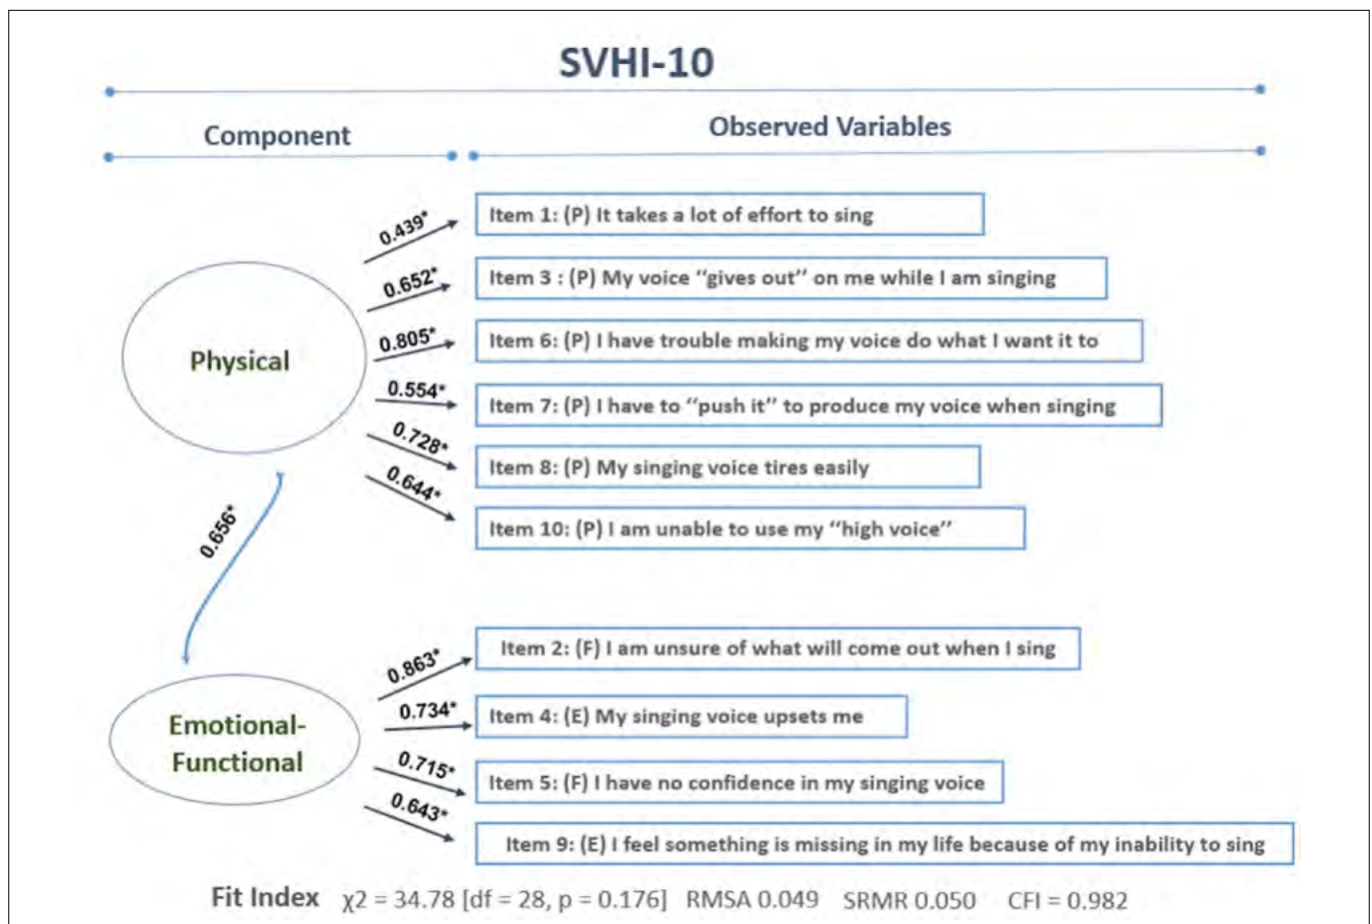 SVHI-10
Component
Observed Variables
0.439*
Item 1: (P) It takes a lot of effort to sing
0.652*
Item 3 : (P) My voice “gives out” on me while I am singing
0.805*
Item 6: (P) I have trouble making my voice do what I want it to
Physical
0.554*
Item 7: (P) I have to “push it” to produce my voice when singing
0.728*
Item 8: (P) My singing voice tires easily
0.644*
Item 10: (P) I am unable to use my “high voice”
0.656*
0.863*
Item 2: (F) I am unsure of what will come out when I sing
0.734*
Item 4: (E) My singing voice upsets me
Emotional-
Functional
0.715*
Item 5: (F) I have no confidence in my singing voice
0.643*
Item 9: (E) I feel something is missing in my life because of my inability to sing
Fit Index χ2 = 34.78 [df = 28, p = 0.176] RMSA 0.049 SRMR 0.050 CFI = 0.982